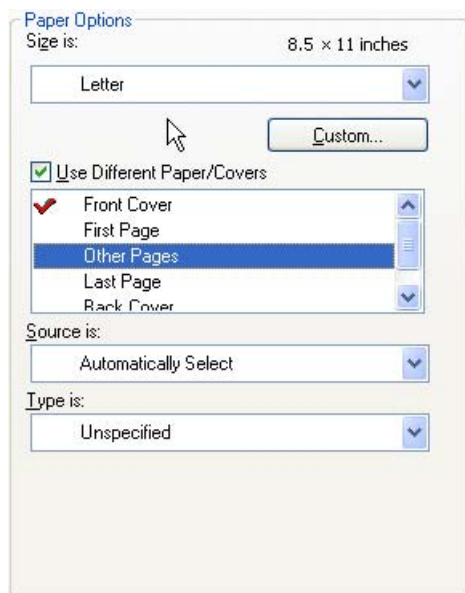 Paper Options
Size is: 8.5 × 11 inches
Letter
Custom...
Use Different Paper/Covers
Front Cover
First Page
Other Pages
Last Page
Back Cover
Source is:
Automatically Select
Type is:
Unspecified